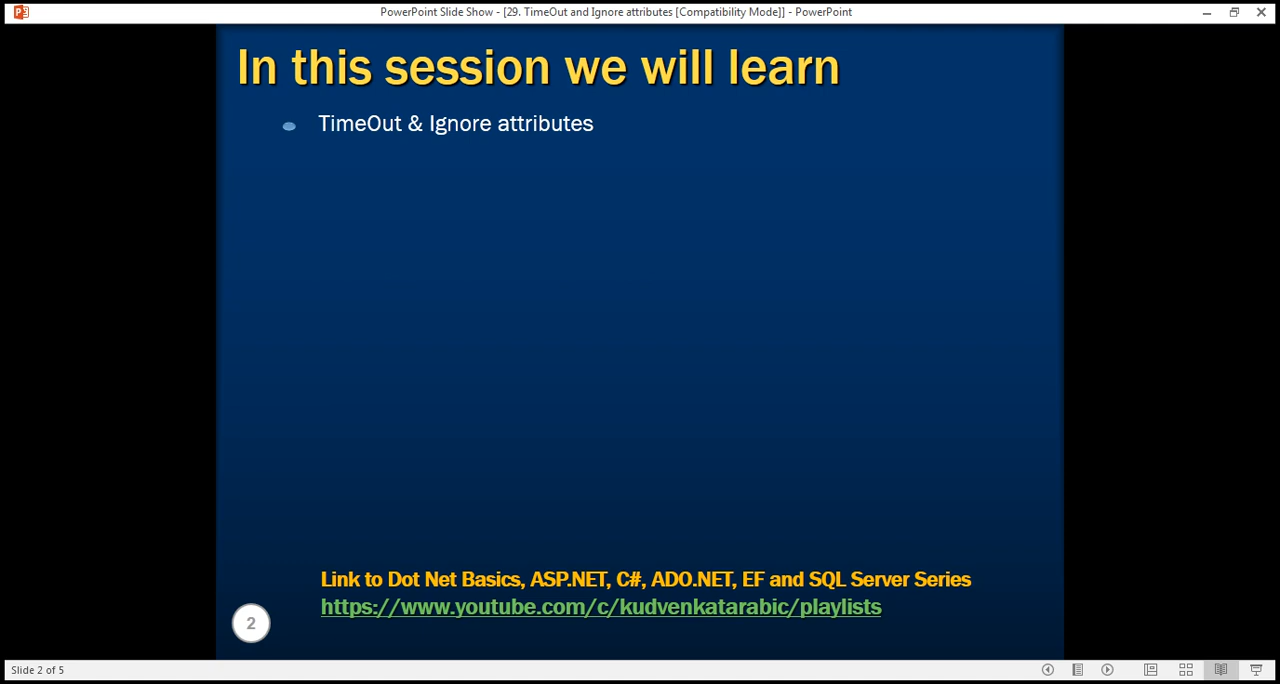 PowerPoint Slide Show - [29. TimeOut and Ignore attributes [Compatibility Mode]] - PowerPoint
In this session we will learn
TimeOut & Ignore attributes
Link to Dot Net Basics, ASP.NET, C#, ADO.NET, EF and SQL Server Series
https://www.youtube.com/c/kudvenkatarabic/playlists
2
Slide 2 of 5